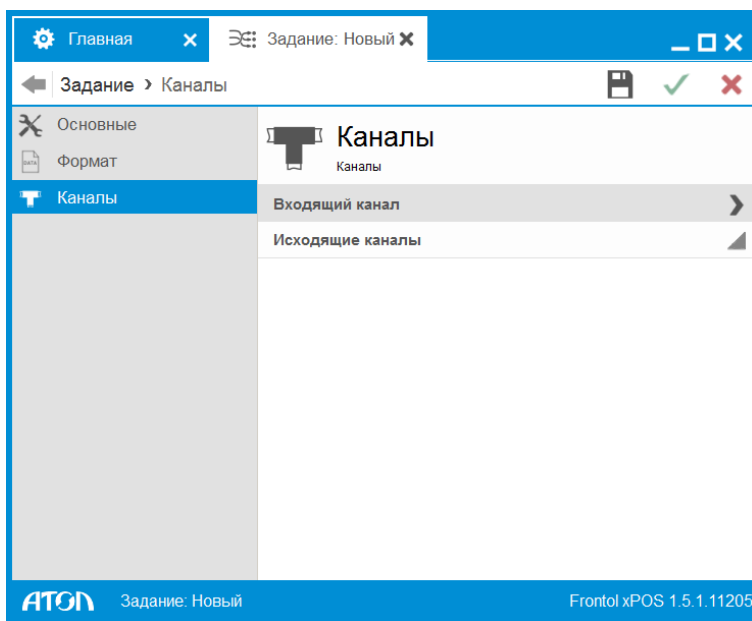 Главная
Задание: Новый
Задание › Каналы
Основные
Формат
Каналы
Каналы
Каналы
Входящий канал
Исходящие каналы
АТОЛ
Задание: Новый
Frontol xPOS 1.5.1.11205